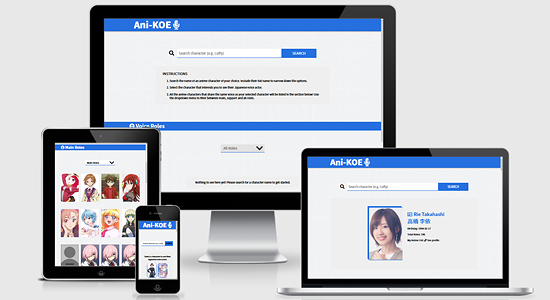 Ani-KOE
Search character (e.g. Luffy)
SEARCH
INSTRUCTIONS
1. Search the name of an anime character of your choice. Include their full name to narrow down the options.
2. Select the character that interests you to see their Japanese voice actor.
3. All the anime characters that share the same voice as your selected character will be listed in the section below! Use
the dropdown menu to filter between main, support and all roles.
Voice Roles
All Roles
Nothing to see here yet! Please search for a character name to get started.
Main Roles
Main Roles
Ani-KOE
SEARCH
Ani-KOE
Search character (e.g. Luffy)
SEARCH
Rie Takahashi
高橋 李依